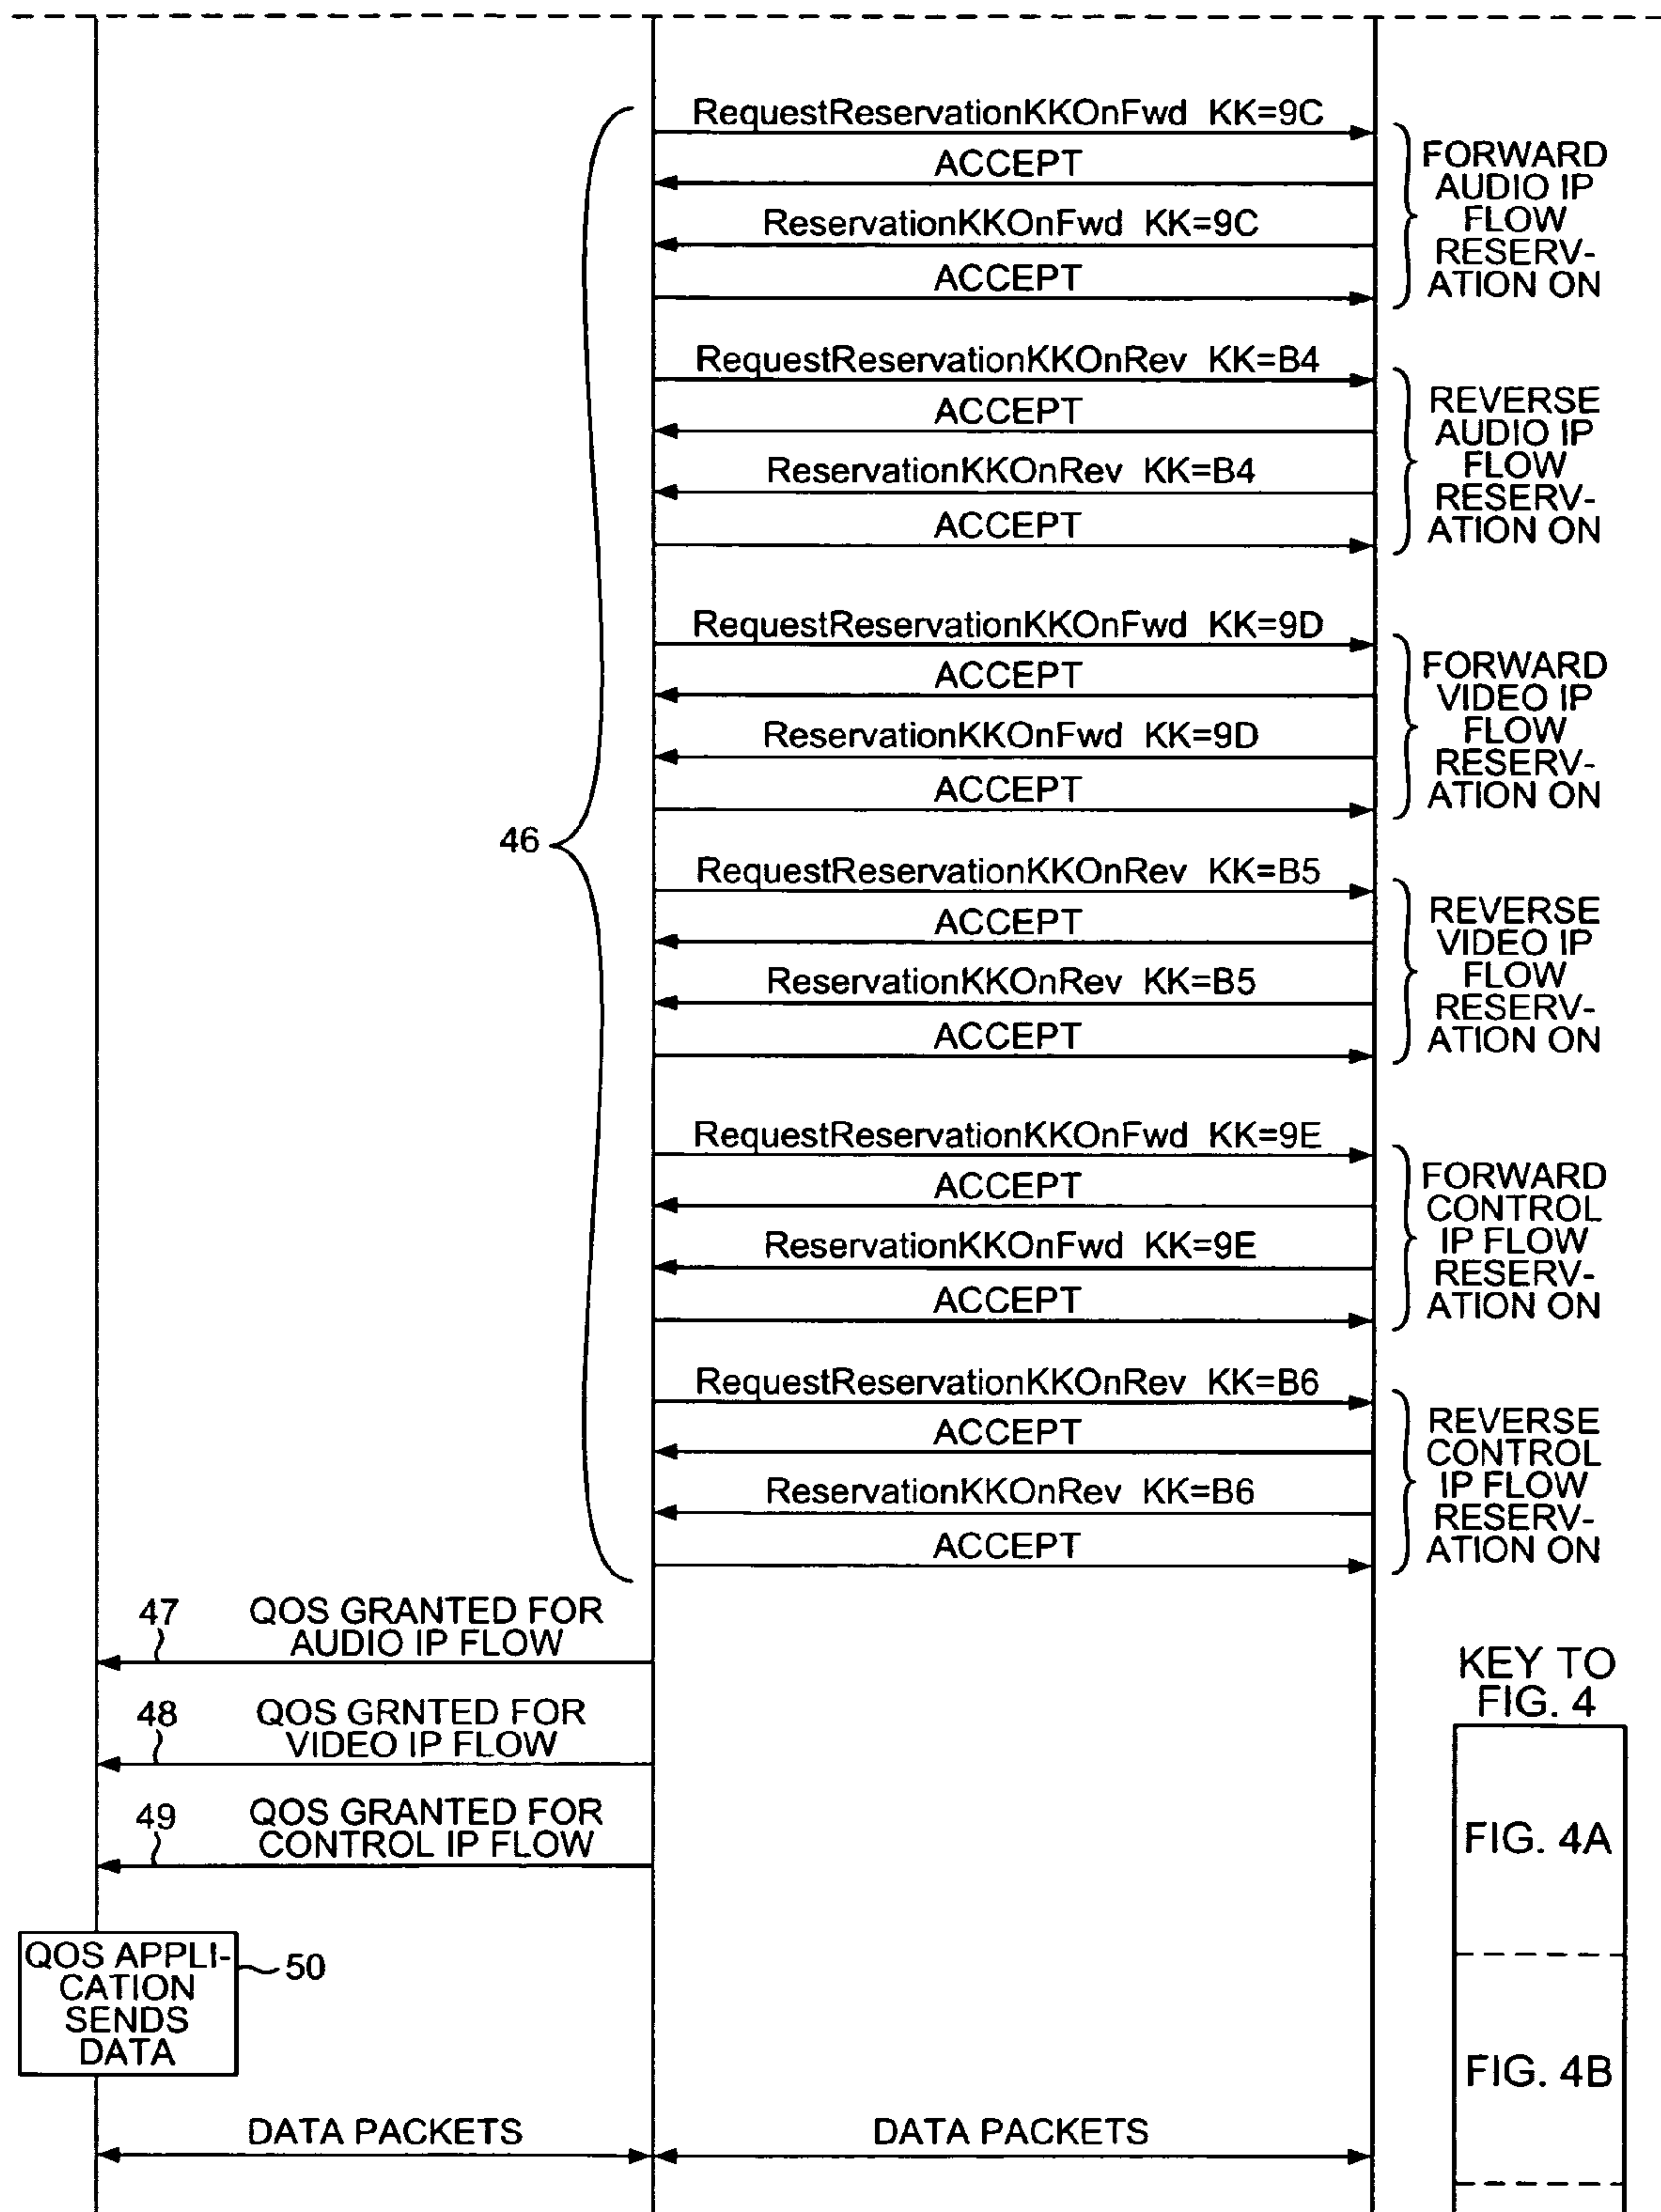 RequestReservationKKOnFwd KK=9C
ACCEPT
ReservationKKOnFwd KK=9C
ACCEPT
FORWARD
AUDIO IP
FLOW
RESERV-
ATION ON
RequestReservationKKOnRev KK=B4
ACCEPT
ReservationKKOnRev KK=B4
ACCEPT
REVERSE
AUDIO IP
FLOW
RESERV-
ATION ON
RequestReservationKKOnFwd KK=9D
ACCEPT
ReservationKKOnFwd KK=9D
ACCEPT
FORWARD
VIDEO IP
FLOW
RESERV-
ATION ON
46
RequestReservationKKOnRev KK=B5
ACCEPT
ReservationKKOnRev KK=B5
ACCEPT
REVERSE
VIDEO IP
FLOW
RESERV-
ATION ON
RequestReservationKKOnFwd KK=9E
ACCEPT
ReservationKKOnFwd KK=9E
ACCEPT
FORWARD
CONTROL
IP FLOW
RESERV-
ATION ON
RequestReservationKKOnRev KK=B6
ACCEPT
ReservationKKOnRev KK=B6
ACCEPT
REVERSE
CONTROL
IP FLOW
RESERV-
ATION ON
47
QOS GRANTED FOR
AUDIO IP FLOW
48
QOS GRNTED FOR
VIDEO IP FLOW
49
QOS GRANTED FOR
CONTROL IP FLOW
QOS APPLI-
CATION
SENDS
DATA
50
DATA PACKETS
DATA PACKETS
KEY TO
FIG. 4
FIG. 4A
FIG. 4B